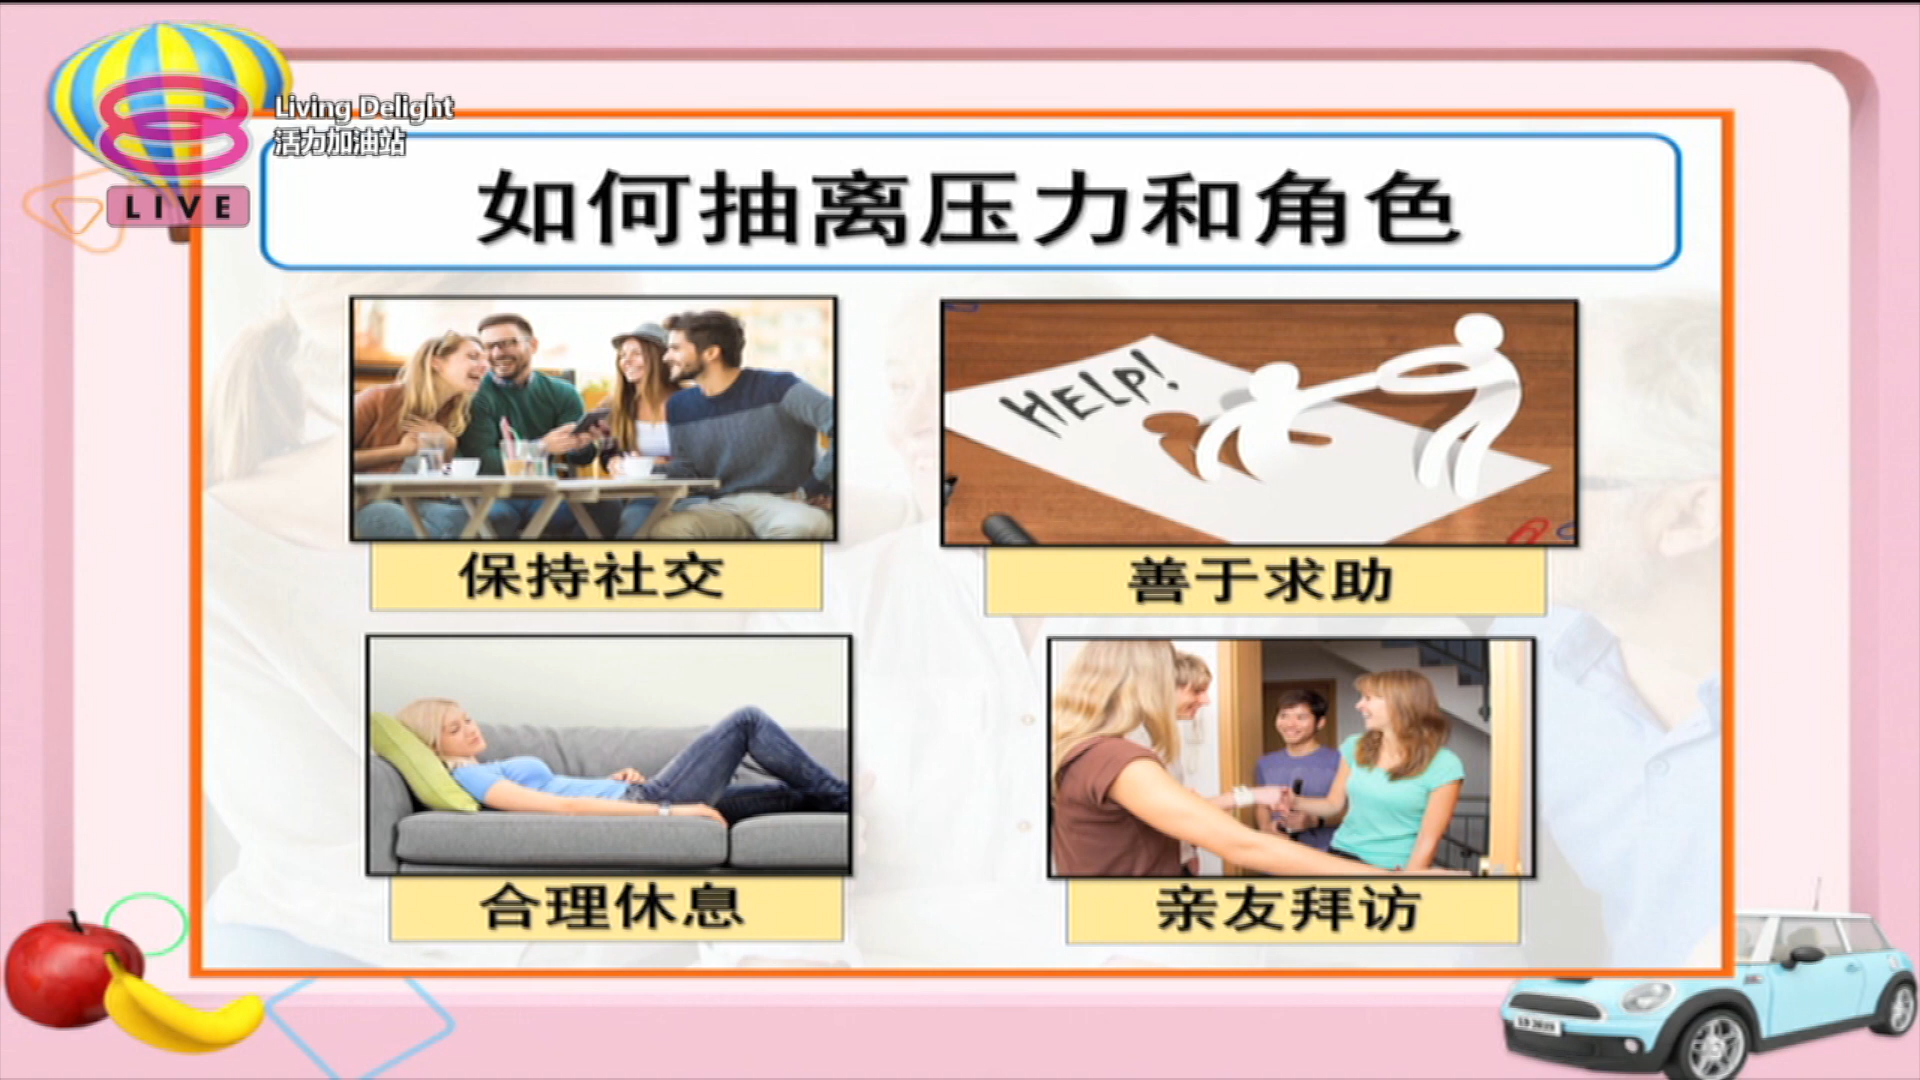 Living Delight
活力加油站
LIVE
如何抽离压力和角色
HELP!
保持社交
善于求助
合理休息
亲友拜访